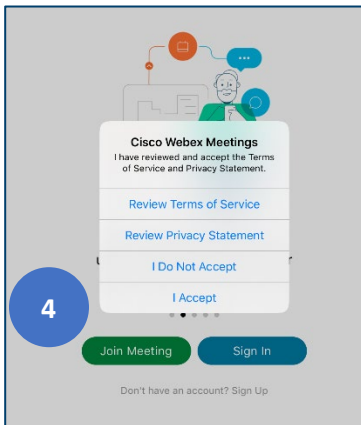 Cisco Webex Meetings
I have reviewed and accept the Terms
of Service and Privacy Statement.
Review Terms of Service
Review Privacy Statement
I Do Not Accept
I Accept
4
Join Meeting
Sign In
Don't have an account? Sign Up